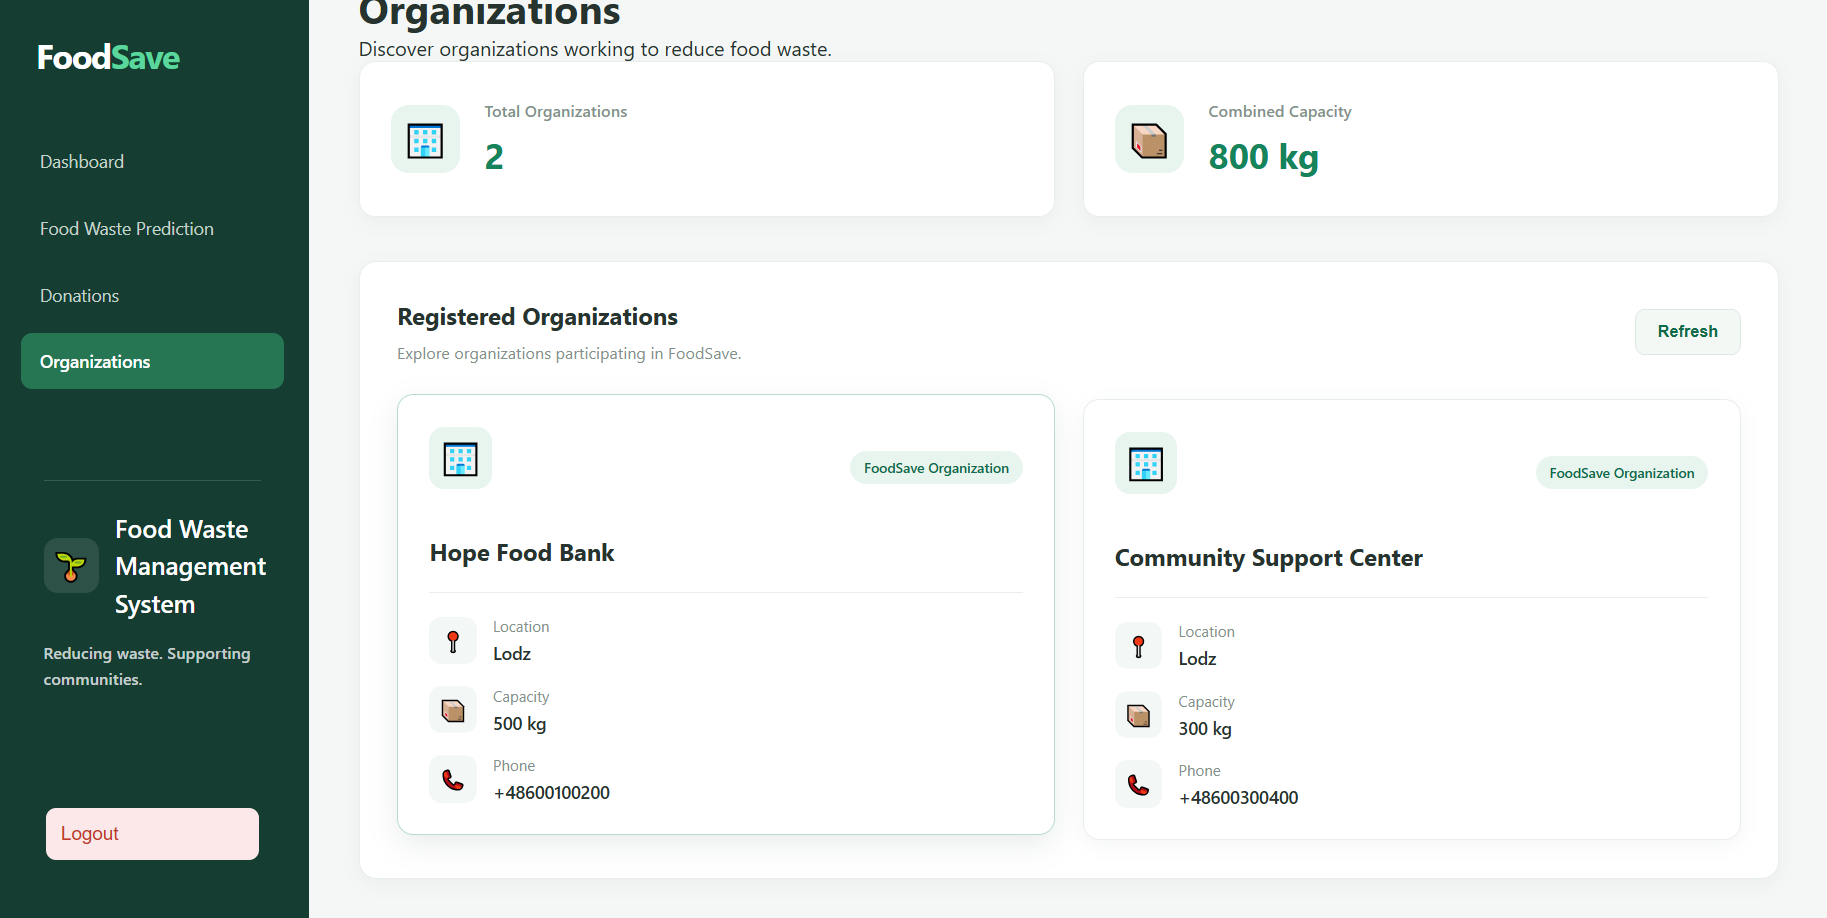 FoodSave
Dashboard
Food Waste Prediction
Donations
Organizations
Food Waste
Management
System
Reducing waste. Supporting
communities.
Logout
Organizations
Discover organizations working to reduce food waste.
Total Organizations
2
Combined Capacity
800 kg
Registered Organizations
Explore organizations participating in FoodSave.
Refresh
FoodSave Organization
Hope Food Bank
Location
Lodz
Capacity
500 kg
Phone
+48600100200
FoodSave Organization
Community Support Center
Location
Lodz
Capacity
300 kg
Phone
+48600300400